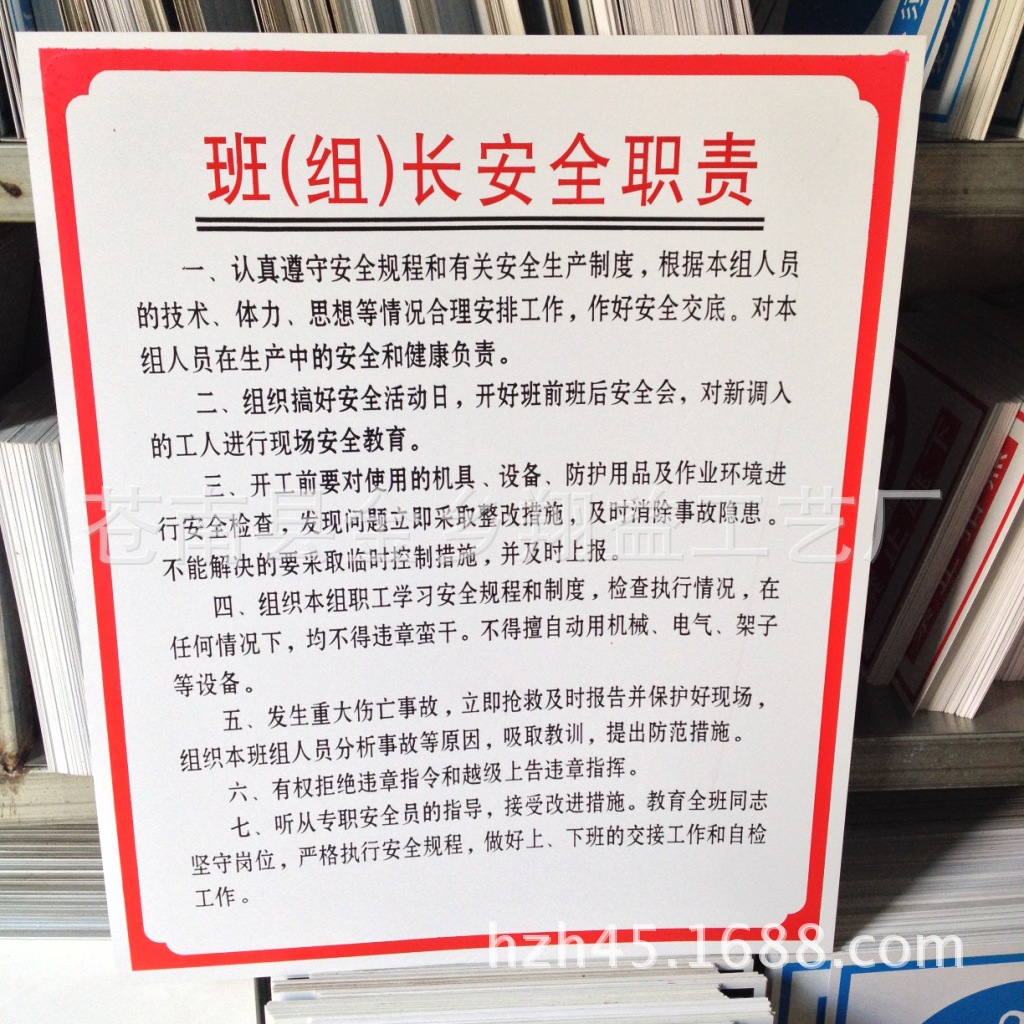 班(组)长安全职责
一、认真遵守安全规程和有关安全生产制度，根据本组人员
的技术、体力、思想等情况合理安排工作，作好安全交底。对本
组人员在生产中的安全和健康负责。
二、组织搞好安全活动日，开好班前班后安全会，对新调入
的工人进行现场安全教育。
三、开工前要对使用的机具、设备、防护用品及作业环境进
行安全检查，发现问题立即采取整改措施，及时消除事故隐患。
不能解决的要采取临时控制措施，并及时上报。
四、组织本组职工学习安全规程和制度，检查执行情况，在
任何情况下，均不得违章蛮干。不得擅自动用机械、电气、架子
等设备。
五、发生重大伤亡事故，立即抢救及时报告并保护好现场，
组织本班组人员分析事故等原因，吸取教训，提出防范措施。
六、有权拒绝违章指令和越级上告违章指挥。
七、听从专职安全员的指导，接受改进措施。教育全班同志
坚守岗位，严格执行安全规程，做好上、下班的交接工作和自检
工作。
苍南县金乡翔益工艺厂
hzh45.1688.com